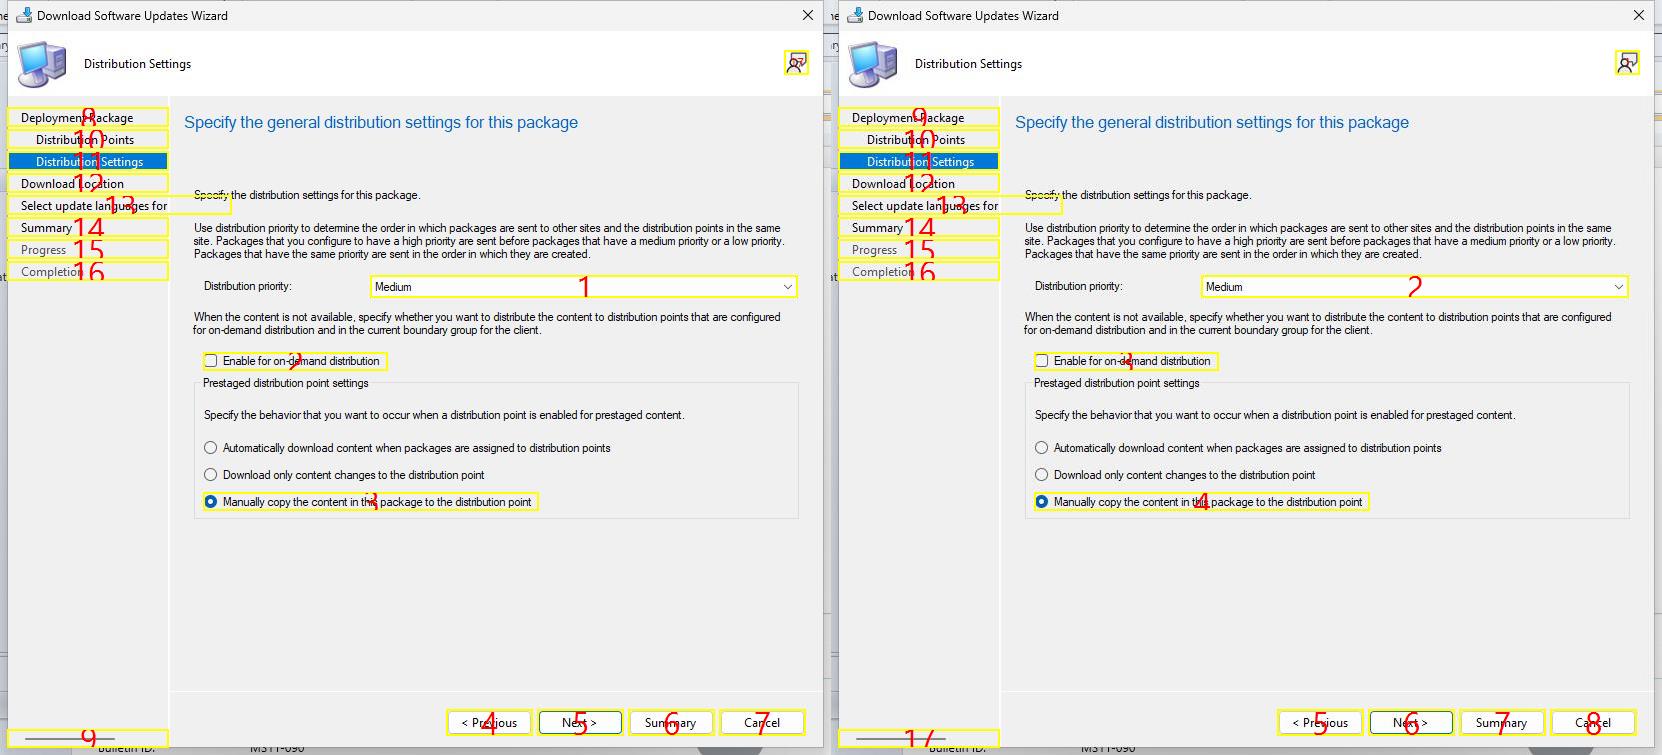 Download Software Updates Wizard
Distribution Settings
17
Deployment Package
8
Distribution Points
10
Distribution Settings
11
Download Location
12
Select update languages for
13
Summary
14
Progress
15
Completion
16
9
Specify the general distribution settings for this package
Specify the distribution settings for this package.
Use distribution priority to determine the order in which packages are sent to other sites and the distribution points in the same
site. Packages that you configure to have a high priority are sent before packages that have a medium priority or a low priority.
Packages that have the same priority are sent in the order in which they are created.
Distribution priority:
Medium
1
When the content is not available, specify whether you want to distribute the content to distribution points that are configured
for on-demand distribution and in the current boundary group for the client.
Enable for on-demand distribution
2
Prestaged distribution point settings
Specify the behavior that you want to occur when a distribution point is enabled for prestaged content.
Automatically download content when packages are assigned to distribution points
Download only content changes to the distribution point
Manually copy the content in this package to the distribution point
3
< Previous
4
Next >
5
Summary
6
Cancel
7
Bulletin ID:
MS11-090
Download Software Updates Wizard
Distribution Settings
1
Deployment Package
9
Distribution Points
10
Distribution Settings
11
Download Location
12
Select update languages for
13
Summary
14
Progress
15
Completion
16
17
Specify the general distribution settings for this package
Specify the distribution settings for this package.
Use distribution priority to determine the order in which packages are sent to other sites and the distribution points in the same
site. Packages that you configure to have a high priority are sent before packages that have a medium priority or a low priority.
Packages that have the same priority are sent in the order in which they are created.
Distribution priority:
Medium
2
When the content is not available, specify whether you want to distribute the content to distribution points that are configured
for on-demand distribution and in the current boundary group for the client.
Enable for on-demand distribution
3
Prestaged distribution point settings
Specify the behavior that you want to occur when a distribution point is enabled for prestaged content.
Automatically download content when packages are assigned to distribution points
Download only content changes to the distribution point
Manually copy the content in this package to the distribution point
4
< Previous
5
Next >
6
Summary
7
Cancel
8
Bulletin ID:
MS11-090